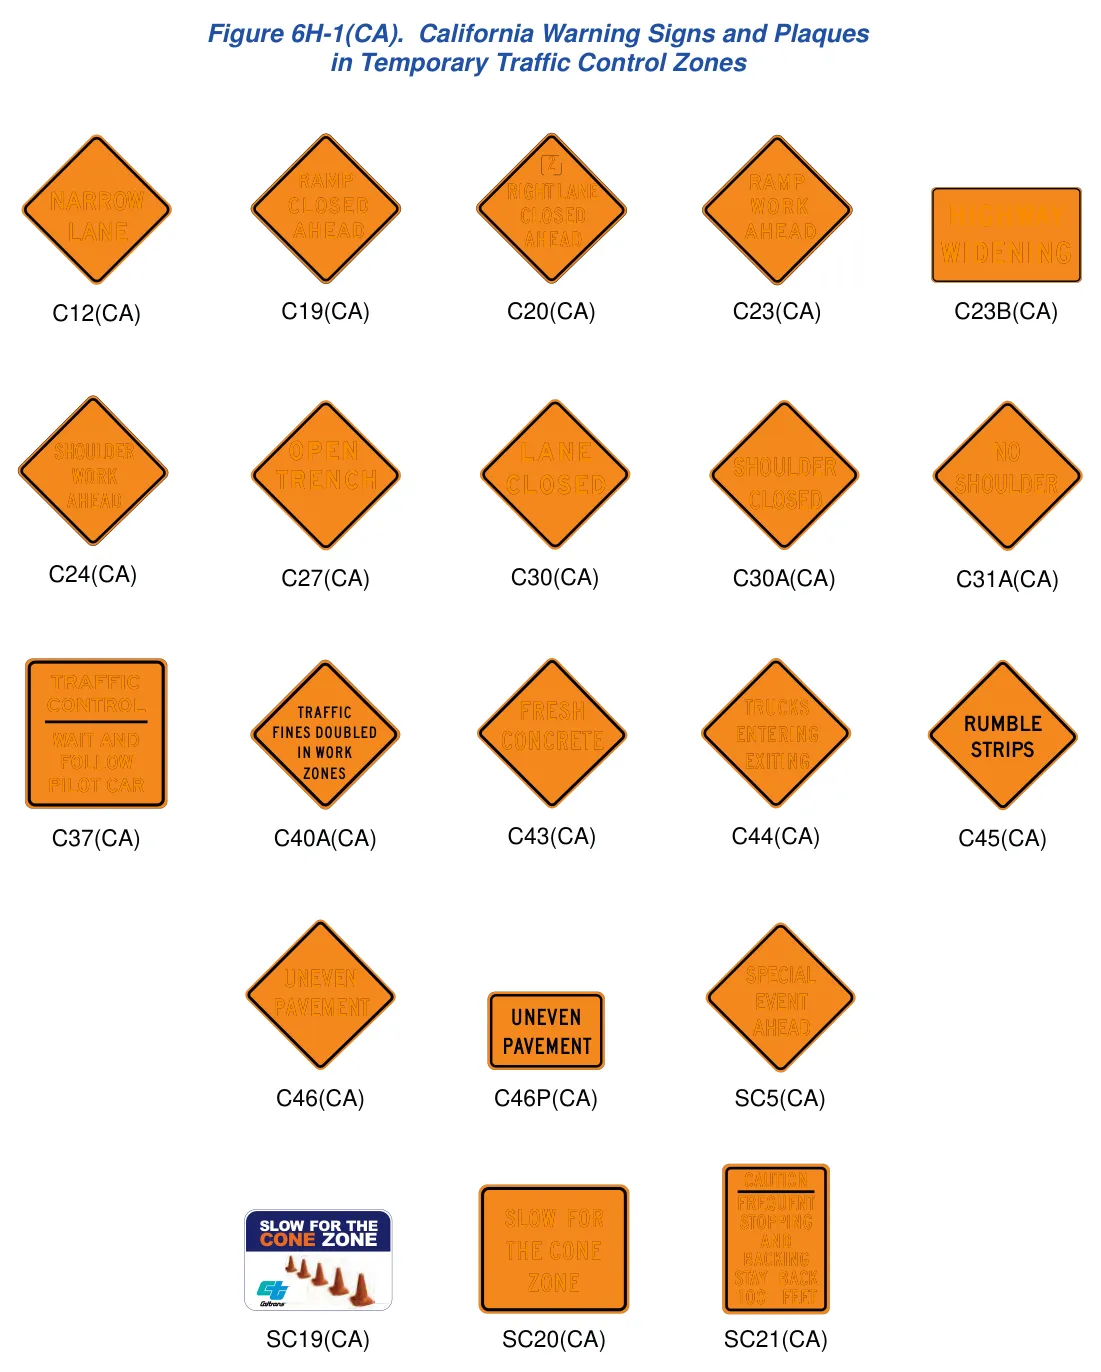 Figure 6H-1(CA). California Warning Signs and Plaques
in Temporary Traffic Control Zones
NARROW
LANE
C12(CA)
RAMP
CLOSED
AHEAD
C19(CA)
2
RIGHT LANE
CLOSED
AHEAD
C20(CA)
RAMP
WORK
AHEAD
C23(CA)
HIGHWAY
WIDENING
C23B(CA)
SHOULDER
WORK
AHEAD
C24(CA)
OPEN
TRENCH
C27(CA)
LANE
CLOSED
C30(CA)
SHOULDER
CLOSED
C30A(CA)
NO
SHOULDER
C31A(CA)
TRAFFIC
CONTROL
WAIT AND
FOLLOW
PILOT CAR
C37(CA)
TRAFFIC
FINES DOUBLED
IN WORK
ZONES
C40A(CA)
FRESH
CONCRETE
C43(CA)
TRUCKS
ENTERING
EXITING
C44(CA)
RUMBLE
STRIPS
C45(CA)
UNEVEN
PAVEMENT
C46(CA)
UNEVEN
PAVEMENT
C46P(CA)
SPECIAL
EVENT
AHEAD
SC5(CA)
SLOW FOR THE
CONE ZONE
Caltrans
SC19(CA)
SLOW FOR
THE CONE
ZONE
SC20(CA)
CAUTION
FREQUENT
STOPPING
AND
BACKING
STAY BACK
100 FEET
SC21(CA)